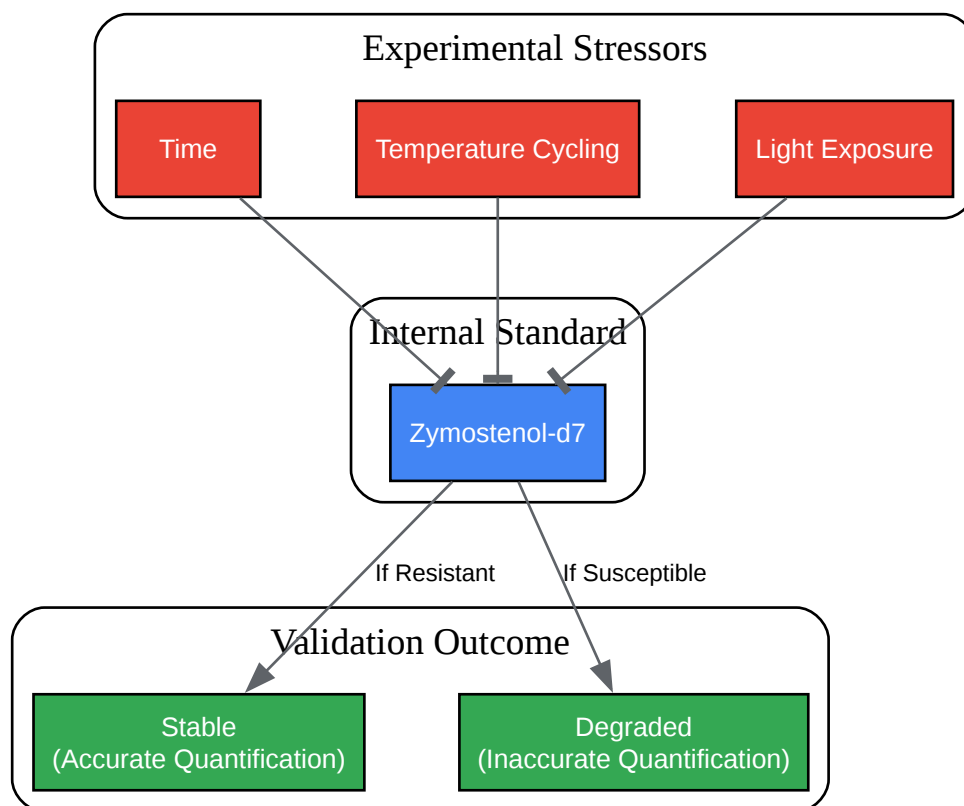 Experimental Stressors
Time
Temperature Cycling
Light Exposure
Internal Standard
Zymostenol-d7
If Resistant
If Susceptible
Validation Outcome
Stable
(Accurate Quantification)
Degraded
(Inaccurate Quantification)